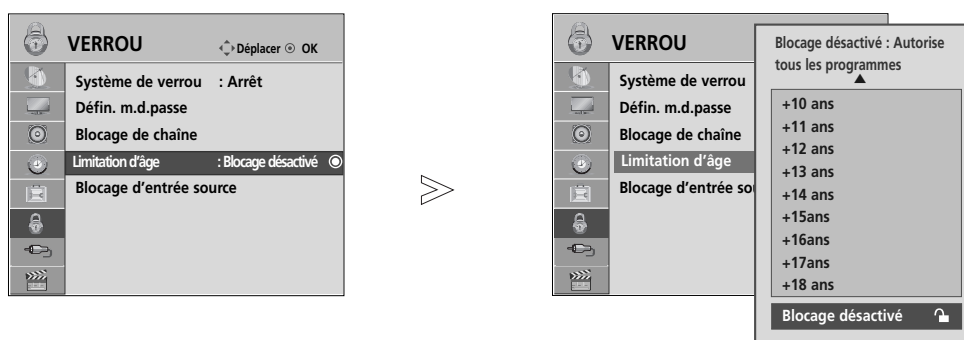 VERROU
Déplacer OK
Système de verrou : Arrêt
Défin. m.d.passe
Blocage de chaîne
Limitation d'âge : Blocage désactivé
Blocage d'entrée source
VERROU
Système de verrou
Défin. m.d.passe
Blocage de chaîne
Limitation d'âge
Blocage d'entrée sou
Blocage désactivé : Autorise
tous les programmes
+10 ans
+11 ans
+12 ans
+13 ans
+14 ans
+15ans
+16ans
+17ans
+18 ans
Blocage désactivé